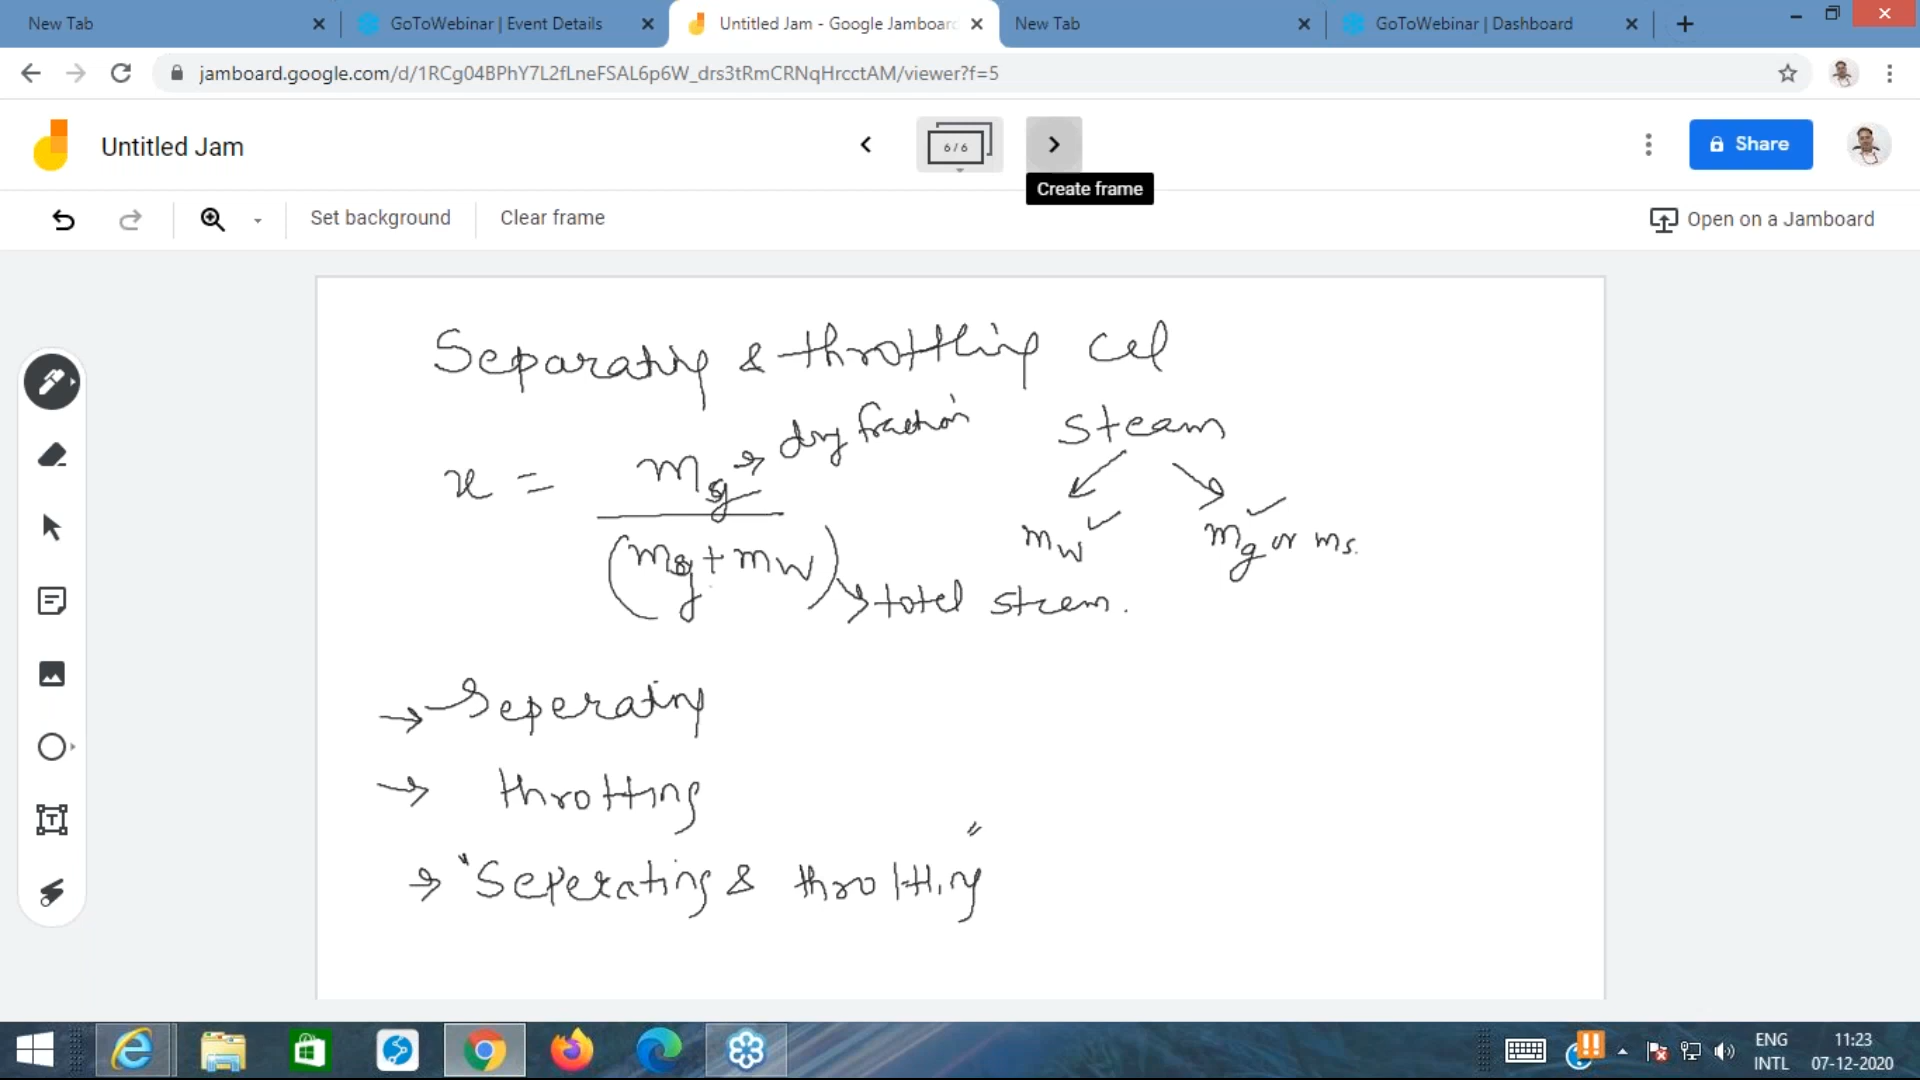 New Tab
GoToWebinar | Event Details
Untitled Jam - Google Jamboard
New Tab
GoToWebinar | Dashboard
jamboard.google.com/d/1RCg04BPhY7L2fLneFSAL6p6W_drs3tRmCRNqHrcctAM/viewer?f=5
Untitled Jam
6 / 6
Share
Create frame
Set background
Clear frame
Open on a Jamboard
Separating & throttling cal
x = mg → dry fraction
(mg + mw) → total steam.
steam
mw ✓ mg ✓ or ms.
→ Seperating
→ throtting
→ "Seperating & throttling"
ENG 11:23
INTL 07-12-2020